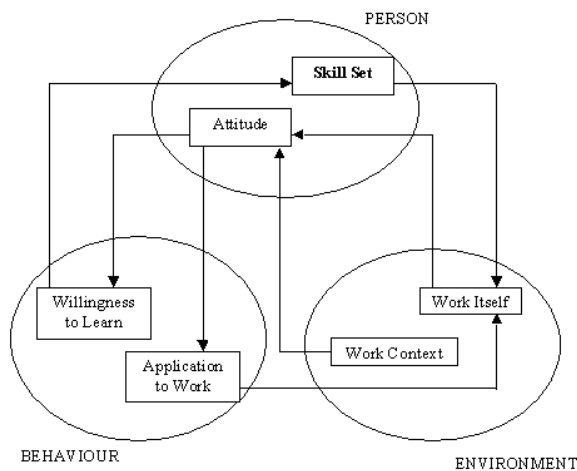 PERSON
Skill Set
Attitude
Willingness
to Learn
Work Itself
Work Context
Application
to Work
BEHAVIOUR
ENVIRONMENT